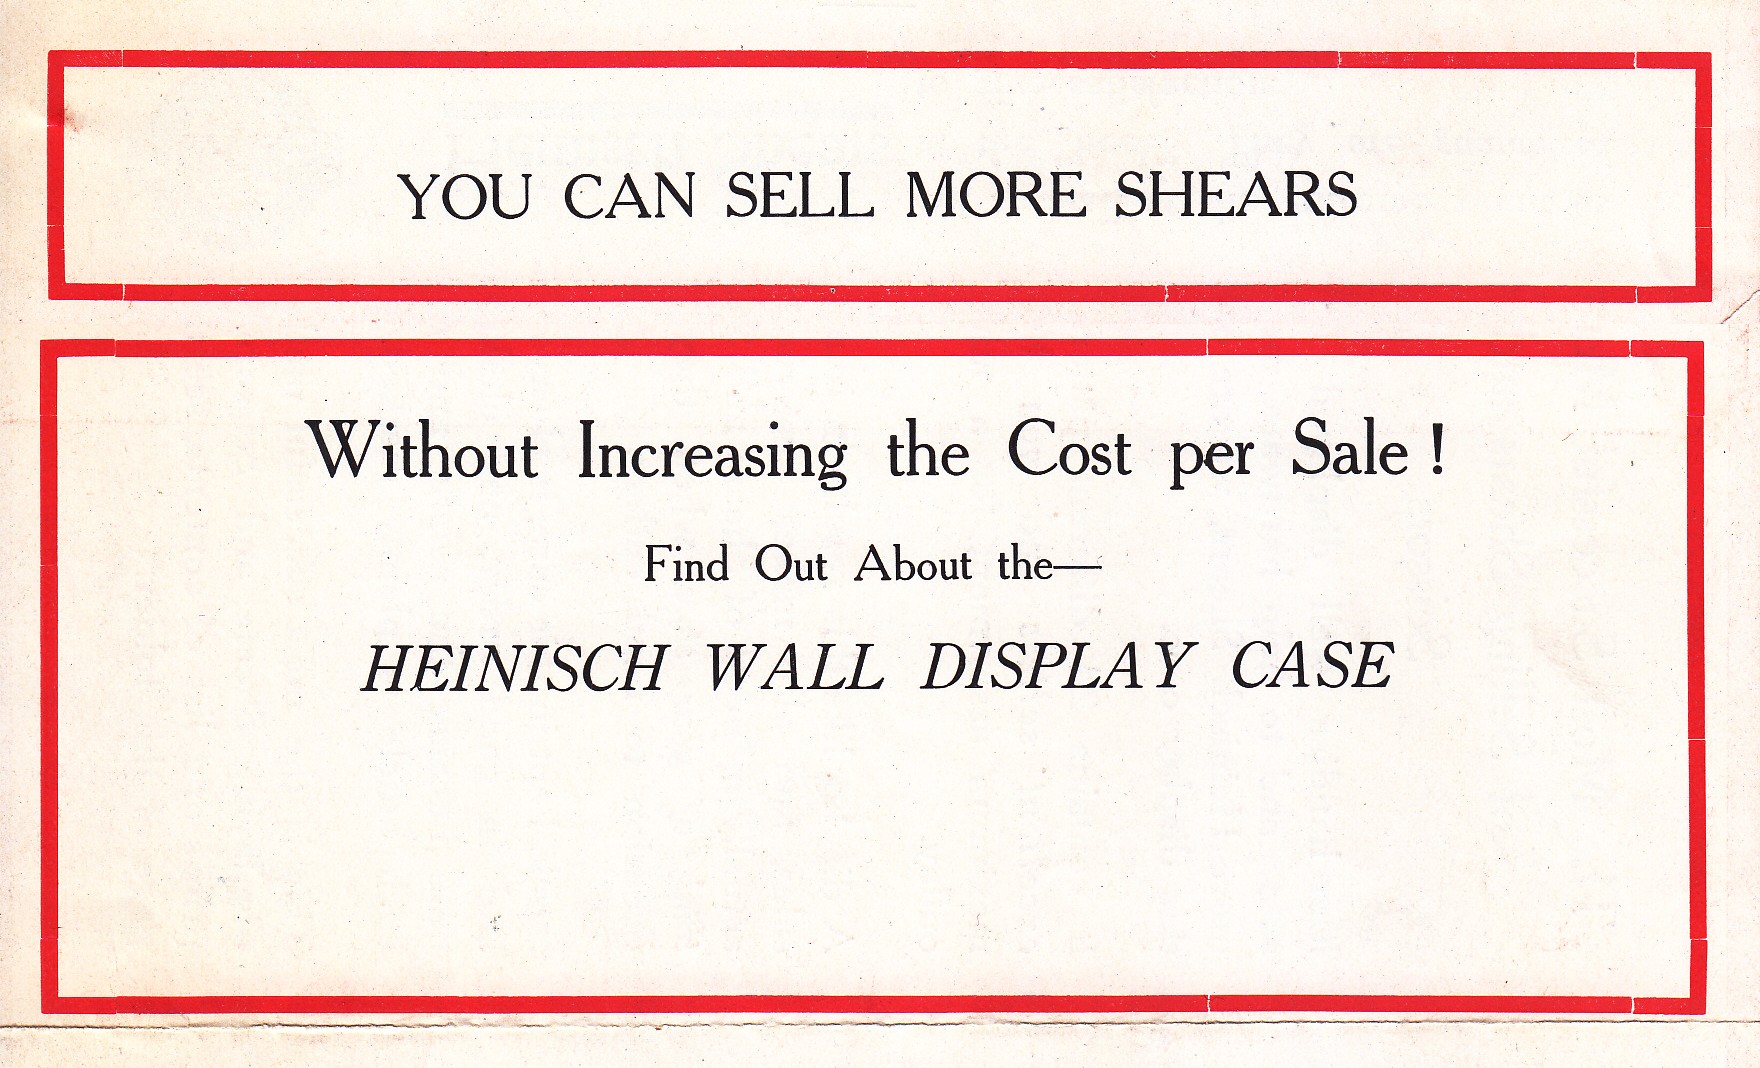 YOU CAN SELL MORE SHEARS
Without Increasing the Cost per Sale !
Find Out About the—
HEINISCH WALL DISPLAY CASE